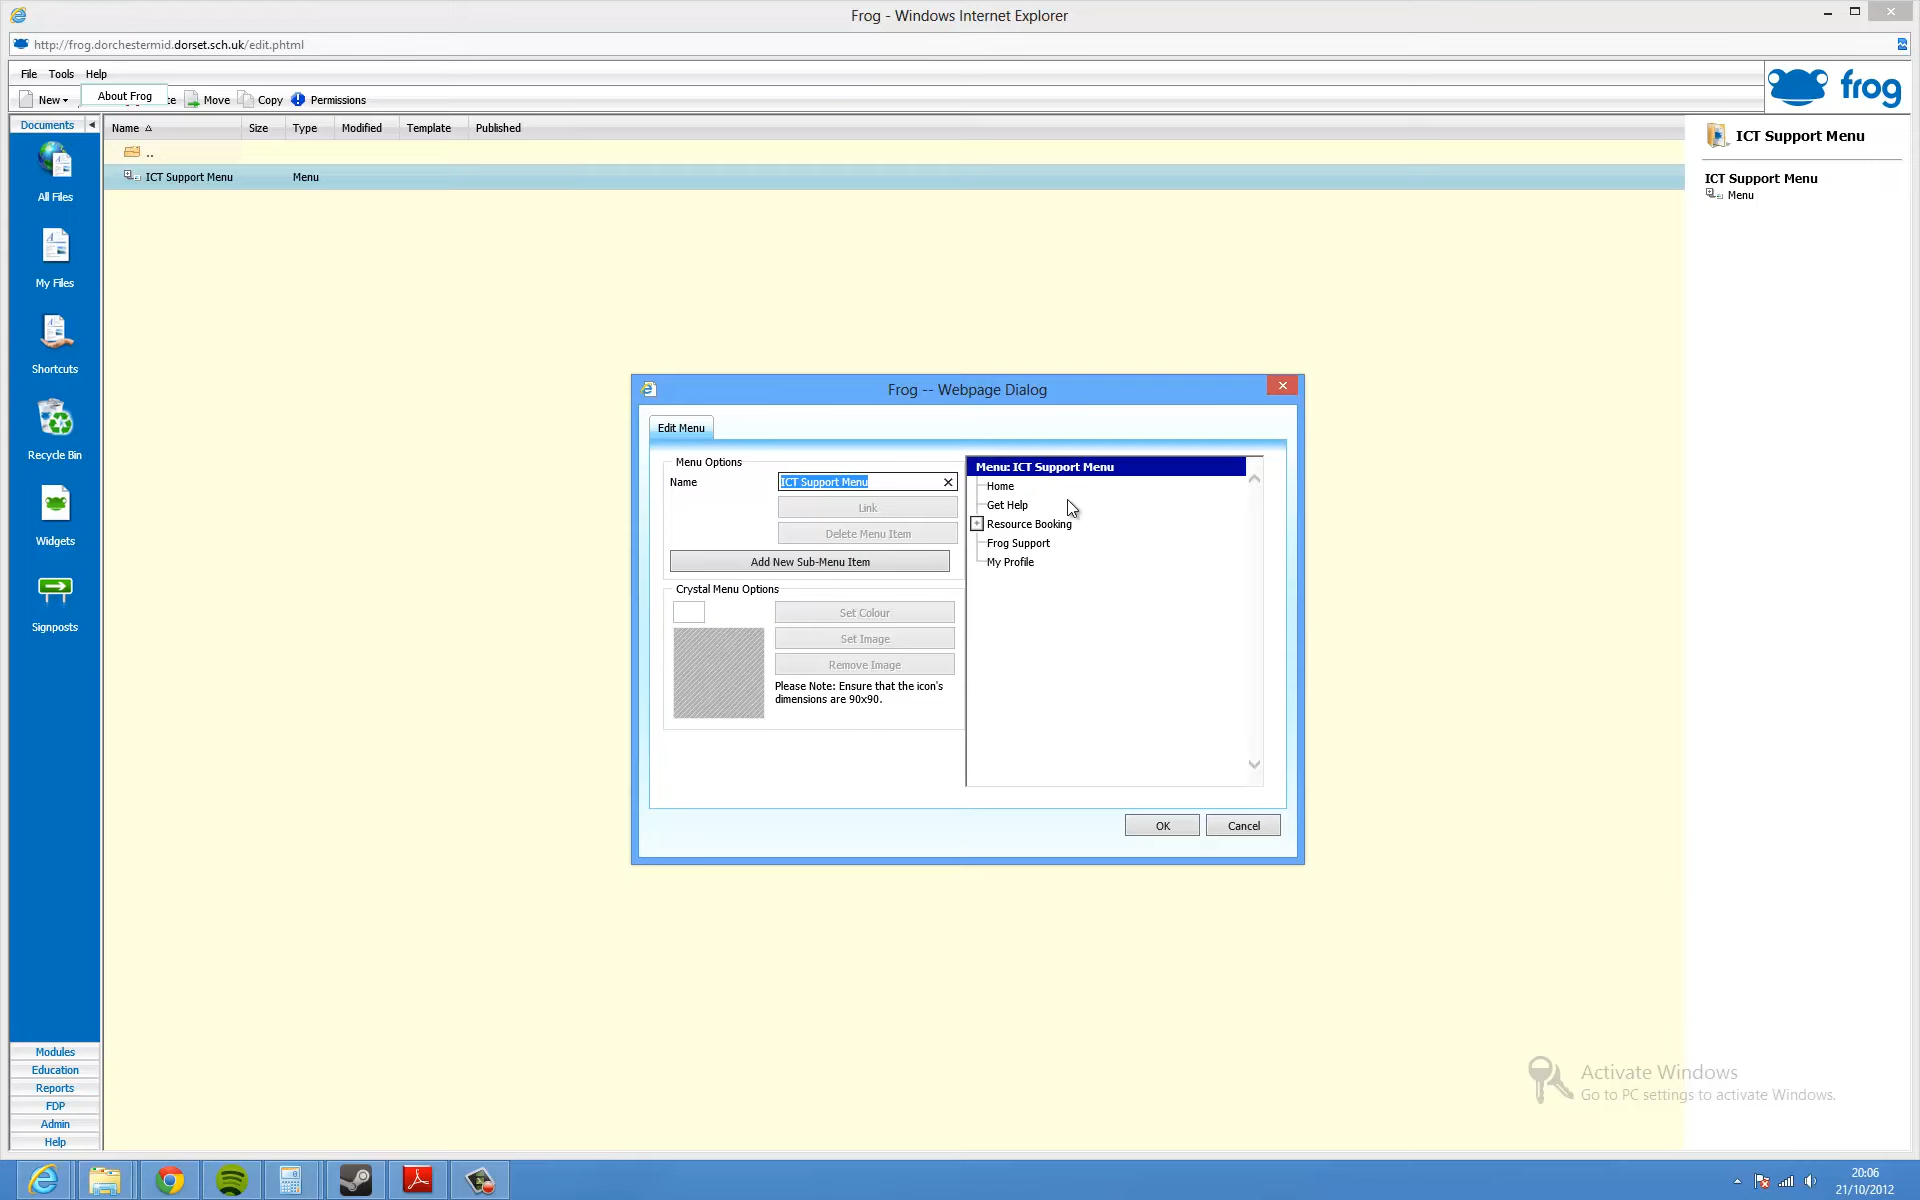 Frog - Windows Internet Explorer
http://frog.dorchestermid.dorset.sch.uk/edit.phtml
File Tools Help
New About Frog te Move Copy Permissions
frog
Documents
Name Size Type Modified Template Published
..
ICT Support Menu Menu
ICT Support Menu
ICT Support Menu
Menu
All Files
My Files
Shortcuts
Recycle Bin
Widgets
Signposts
Modules
Education
Reports
FDP
Admin
Help
Frog -- Webpage Dialog
Edit Menu
Menu Options
Name ICT Support Menu
Link
Delete Menu Item
Add New Sub-Menu Item
Crystal Menu Options
Set Colour
Set Image
Remove Image
Please Note: Ensure that the icon's
dimensions are 90x90.
Menu: ICT Support Menu
Home
Get Help
Resource Booking
Frog Support
My Profile
OK Cancel
Activate Windows
Go to PC settings to activate Windows.
20:06
21/10/2012